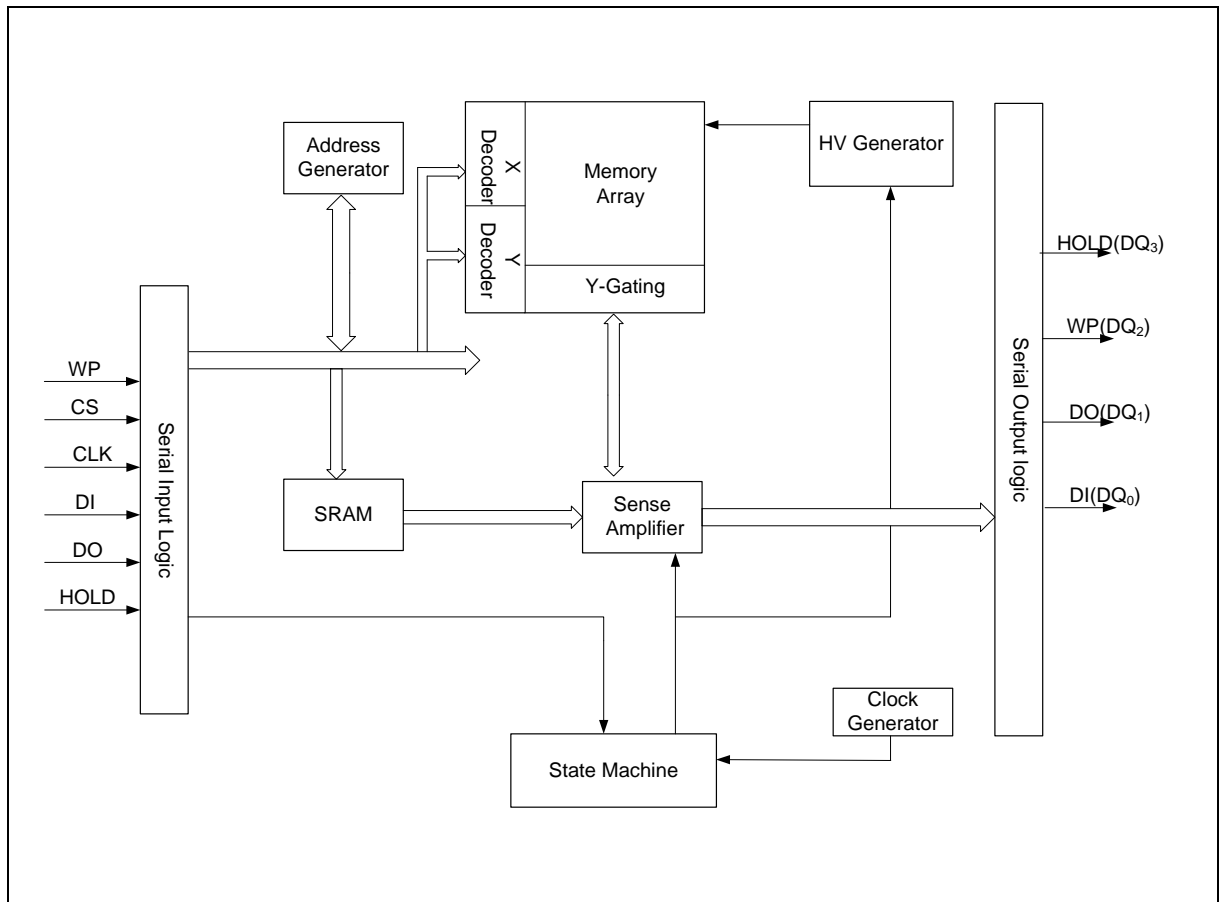 Address
Generator
X
Decoder
Y
Decoder
Memory
Array
Y-Gating
HV Generator
HOLD(DQ₃)
WP(DQ₂)
DO(DQ₁)
DI(DQ₀)
Serial Output logic
WP
CS
CLK
DI
DO
HOLD
Serial Input Logic
SRAM
Sense
Amplifier
Clock
Generator
State Machine